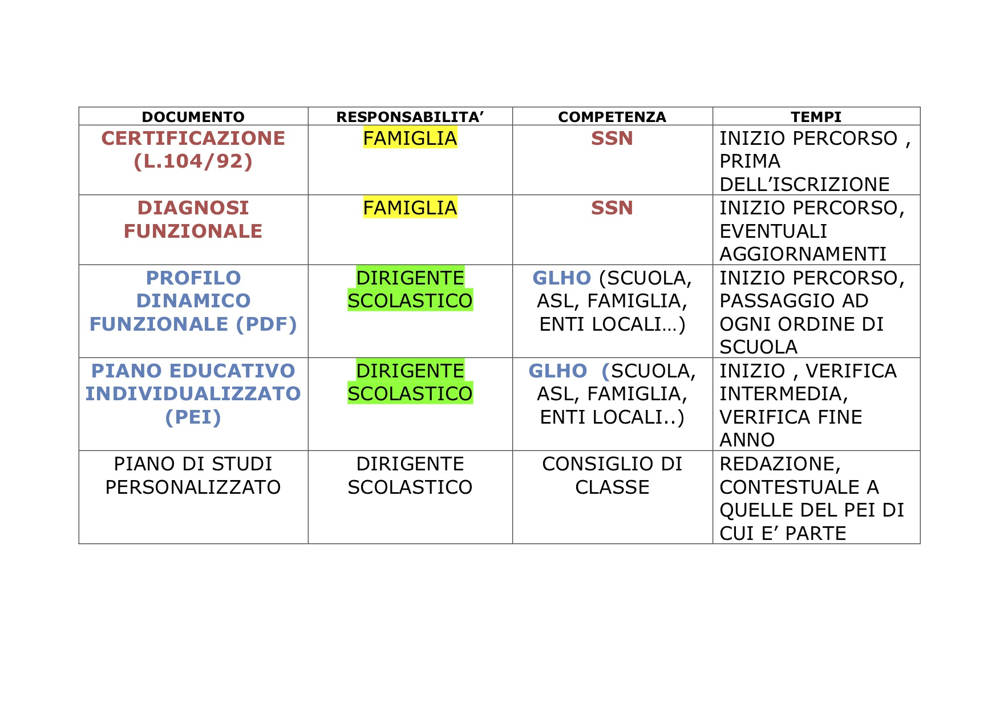 DOCUMENTO RESPONSABILITA’ COMPETENZA TEMPI
CERTIFICAZIONE
(L.104/92)
FAMIGLIA
SSN
INIZIO PERCORSO ,
PRIMA
DELL’ISCRIZIONE
DIAGNOSI
FUNZIONALE
FAMIGLIA
SSN
INIZIO PERCORSO,
EVENTUALI
AGGIORNAMENTI
PROFILO
DINAMICO
FUNZIONALE (PDF)
DIRIGENTE
SCOLASTICO
GLHO (SCUOLA,
ASL, FAMIGLIA,
ENTI LOCALI…)
INIZIO PERCORSO,
PASSAGGIO AD
OGNI ORDINE DI
SCUOLA
PIANO EDUCATIVO
INDIVIDUALIZZATO
(PEI)
DIRIGENTE
SCOLASTICO
GLHO  (SCUOLA,
ASL, FAMIGLIA,
ENTI LOCALI..)
INIZIO , VERIFICA
INTERMEDIA,
VERIFICA FINE
ANNO
PIANO DI STUDI
PERSONALIZZATO
DIRIGENTE
SCOLASTICO
CONSIGLIO DI
CLASSE
REDAZIONE,
CONTESTUALE A
QUELLE DEL PEI DI
CUI E’ PARTE